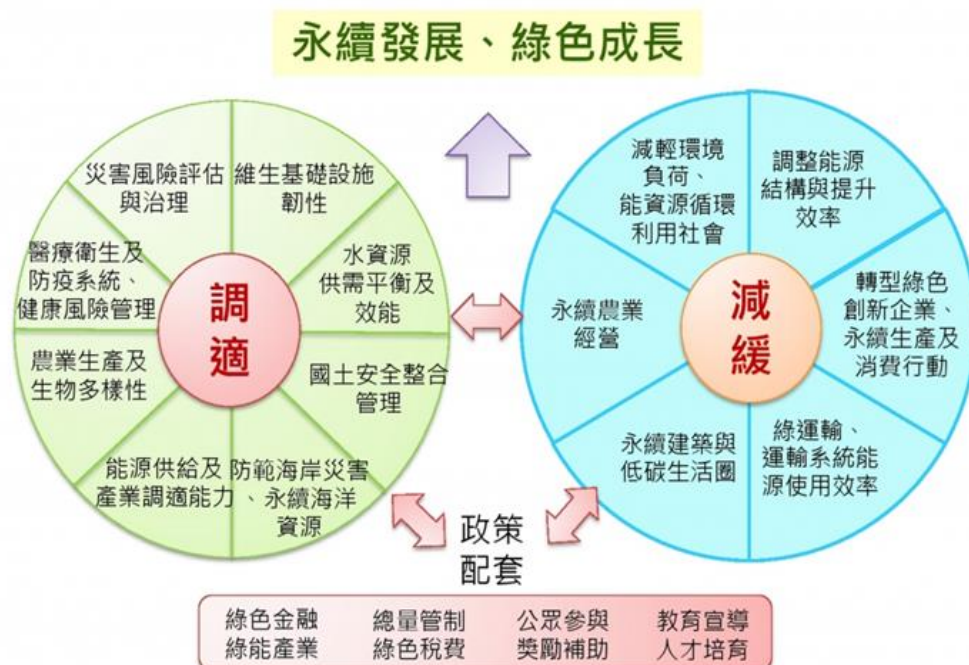 永續發展、綠色成長
災害風險評估
與治理
維生基礎設施
韌性
水資源
供需平衡及
效能
國土安全整合
管理
防範海岸災害
、永續海洋
資源
能源供給及
產業調適能力
農業生產及
生物多樣性
醫療衛生及
防疫系統、
健康風險管理
調
適
減輕環境
負荷、
能資源循環
利用社會
調整能源
結構與提升
效率
轉型綠色
創新企業、
永續生產及
消費行動
綠運輸、
運輸系統能
源使用效率
永續建築與
低碳生活圈
永續農業
經營
減
緩
政策
配套
綠色金融 總量管制 公眾參與 教育宣導
綠能產業 綠色稅費 獎勵補助 人才培育